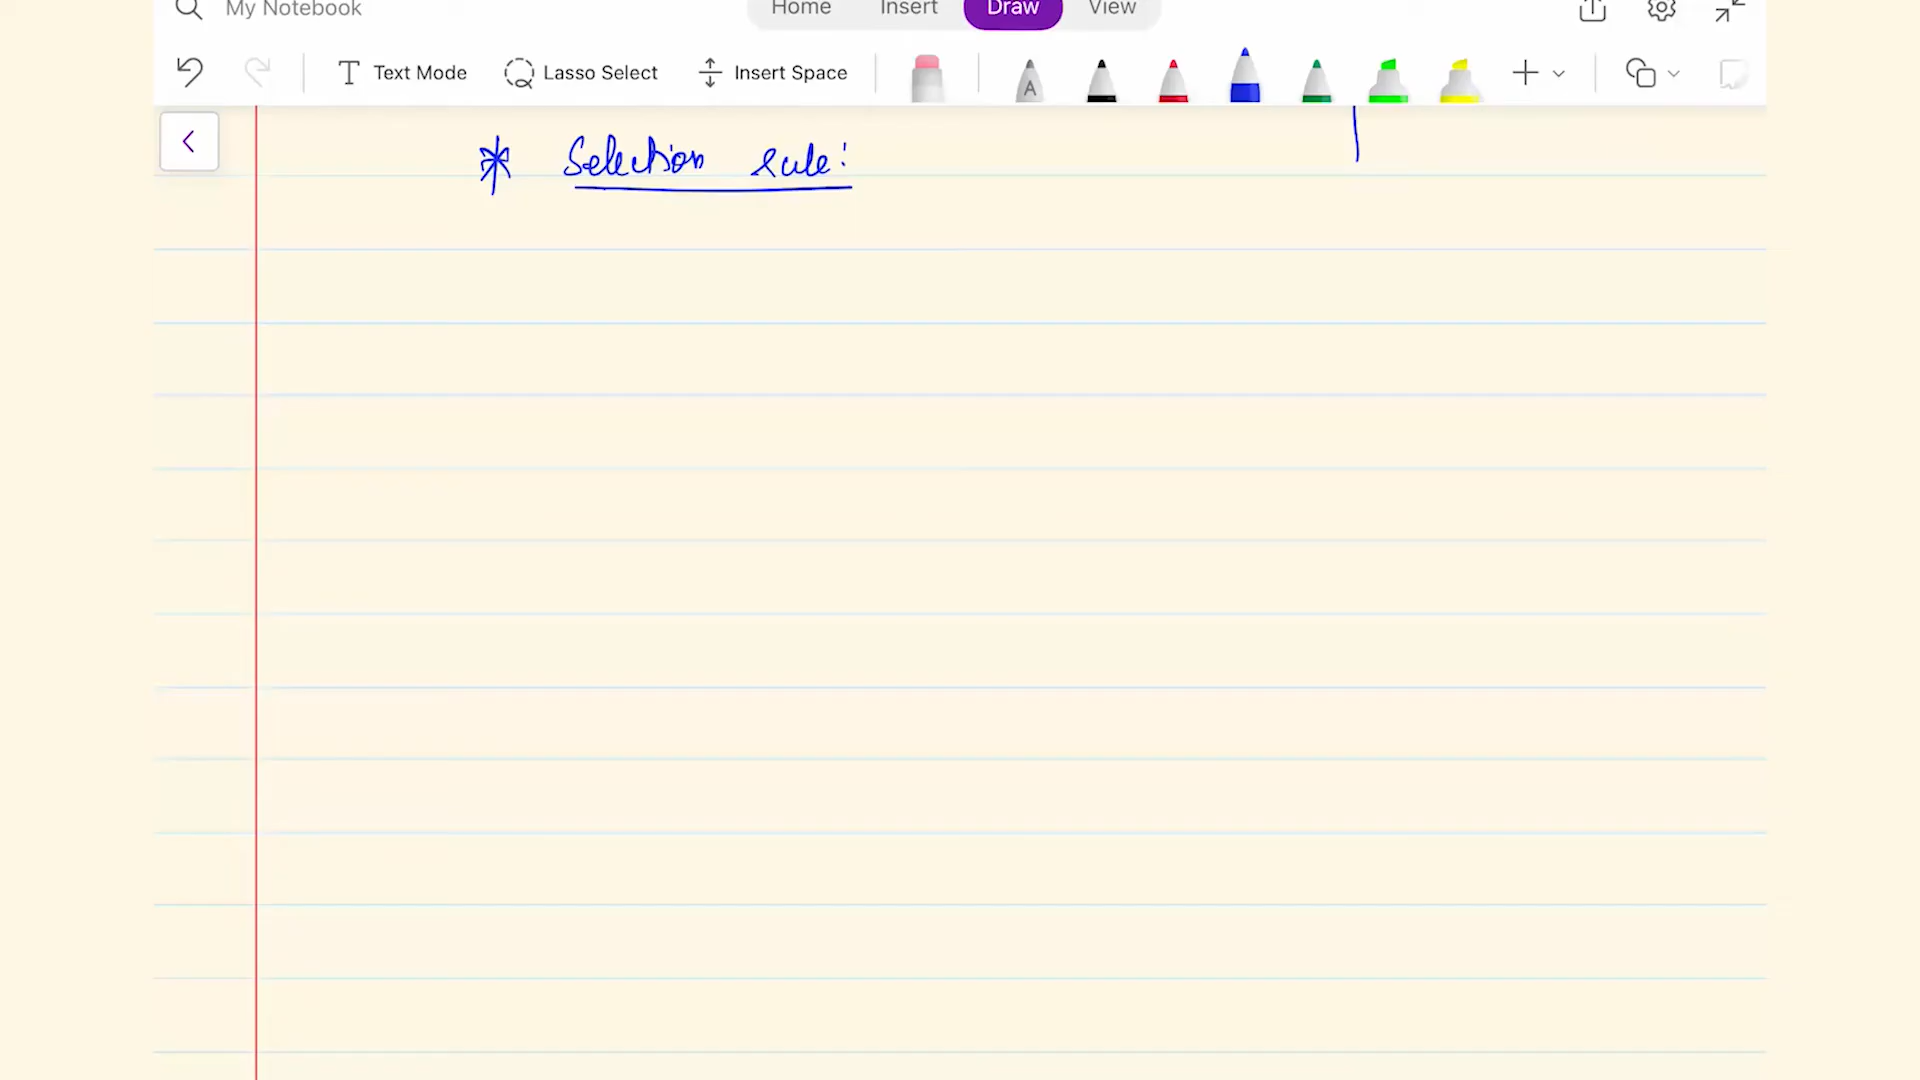 My Notebook
Home Insert Draw View
Text Mode Lasso Select Insert Space A
* Selection rule: